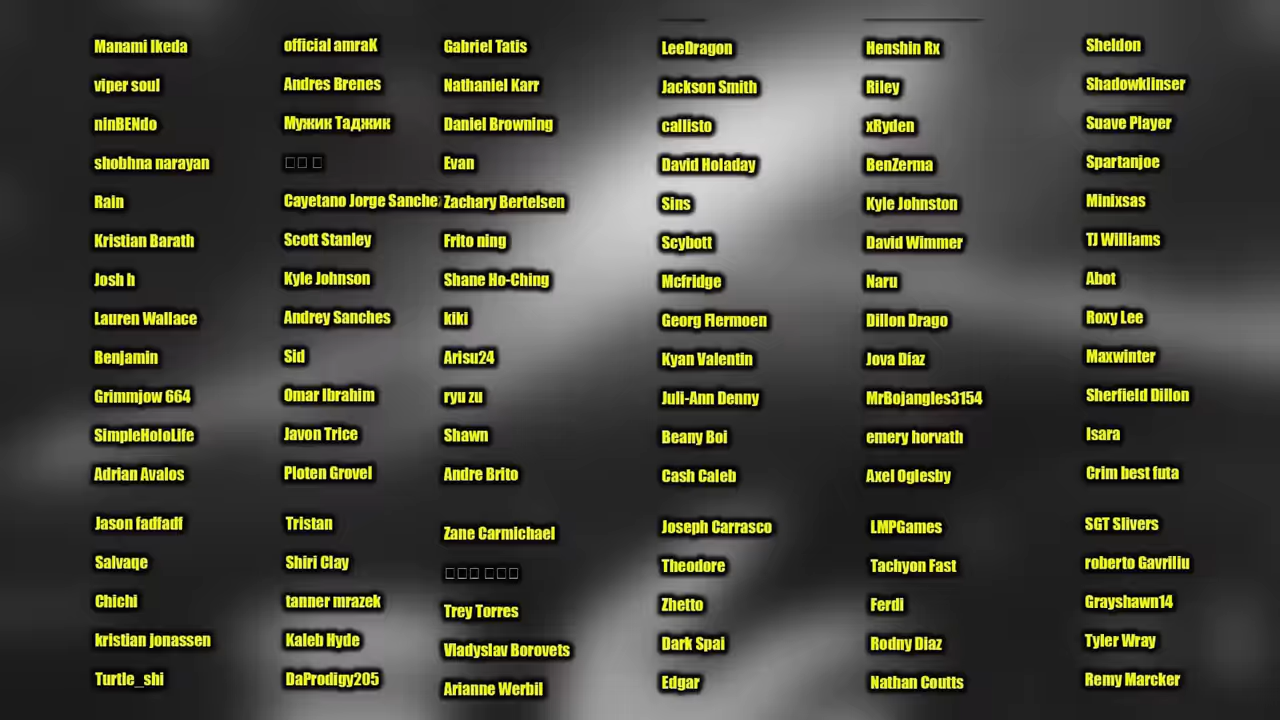 Manami Ikeda
viper soul
ninBENdo
shobhna narayan
Rain
Kristian Barath
Josh h
Lauren Wallace
Benjamin
Grimmjow 664
SimpleHoloLife
Adrian Avalos
Jason fadfadf
Salvaqe
Chichi
kristian jonassen
Turtle_shi
official amraK
Andres Brenes
Мужик Таджик
Cayetano Jorge Sanche
Scott Stanley
Kyle Johnson
Andrey Sanches
Sid
Omar Ibrahim
Javon Trice
Ploten Grovel
Tristan
Shiri Clay
tanner mrazek
Kaleb Hyde
DaProdigy205
Gabriel Tatis
Nathaniel Karr
Daniel Browning
Evan
Zachary Bertelsen
Frito ning
Shane Ho-Ching
kiki
Arisu24
ryu zu
Shawn
Andre Brito
Zane Carmichael
Trey Torres
Vladyslav Borovets
Arianne Werbil
LeeDragon
Jackson Smith
callisto
David Holaday
Sins
Scybott
Mcfridge
Georg Flermoen
Kyan Valentin
Juli-Ann Denny
Beany Boi
Cash Caleb
Joseph Carrasco
Theodore
Zhetto
Dark Spai
Edgar
Henshin Rx
Riley
xRyden
BenZerma
Kyle Johnston
David Wimmer
Naru
Dillon Drago
Jova Díaz
MrBojangles3154
emery horvath
Axel Oglesby
LMPGames
Tachyon Fast
Ferdi
Rodny Diaz
Nathan Coutts
Sheldon
Shadowklinser
Suave Player
Spartanjoe
Minixsas
TJ Williams
Abot
Roxy Lee
Maxwinter
Sherfield Dillon
Isara
Crim best futa
SGT Slivers
roberto Gavriliu
Grayshawn14
Tyler Wray
Remy Marcker